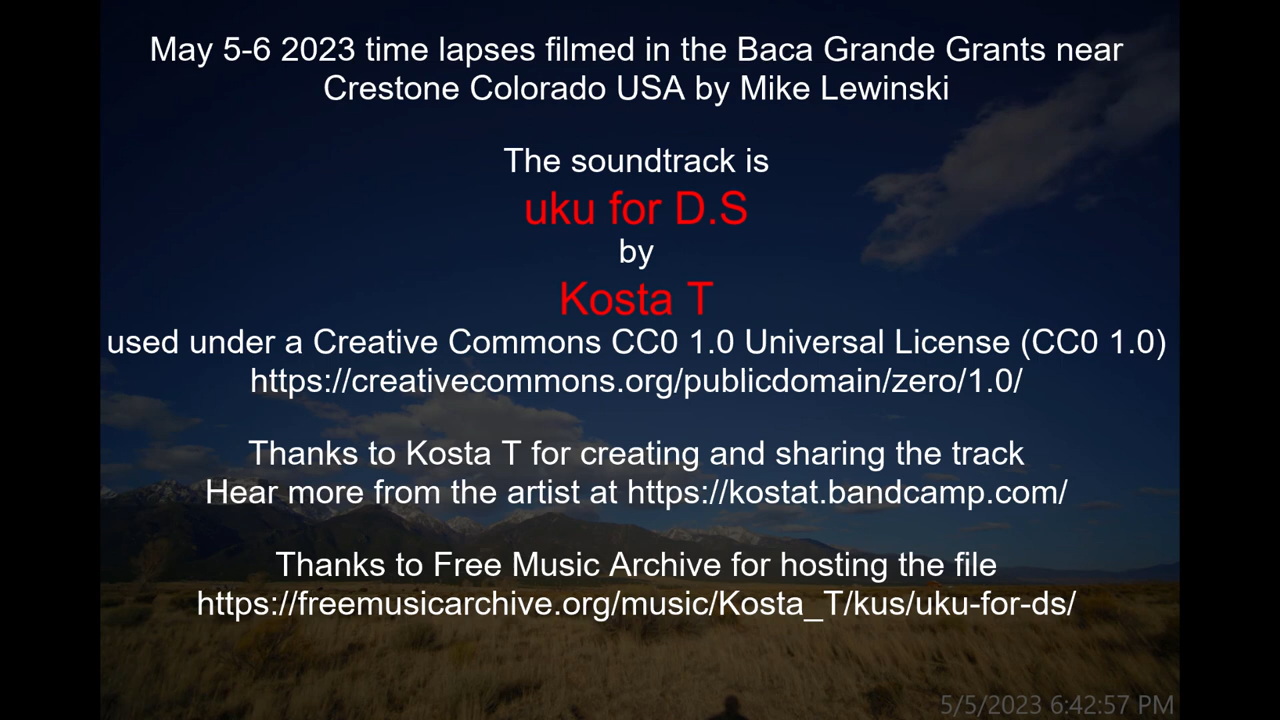 May 5-6 2023 time lapses filmed in the Baca Grande Grants near
Crestone Colorado USA by Mike Lewinski
The soundtrack is
uku for D.S
by
Kosta T
used under a Creative Commons CC0 1.0 Universal License (CC0 1.0)
https://creativecommons.org/publicdomain/zero/1.0/
Thanks to Kosta T for creating and sharing the track
Hear more from the artist at https://kostat.bandcamp.com/
Thanks to Free Music Archive for hosting the file
https://freemusicarchive.org/music/Kosta_T/kus/uku-for-ds/
5/5/2023 6:42:57 PM